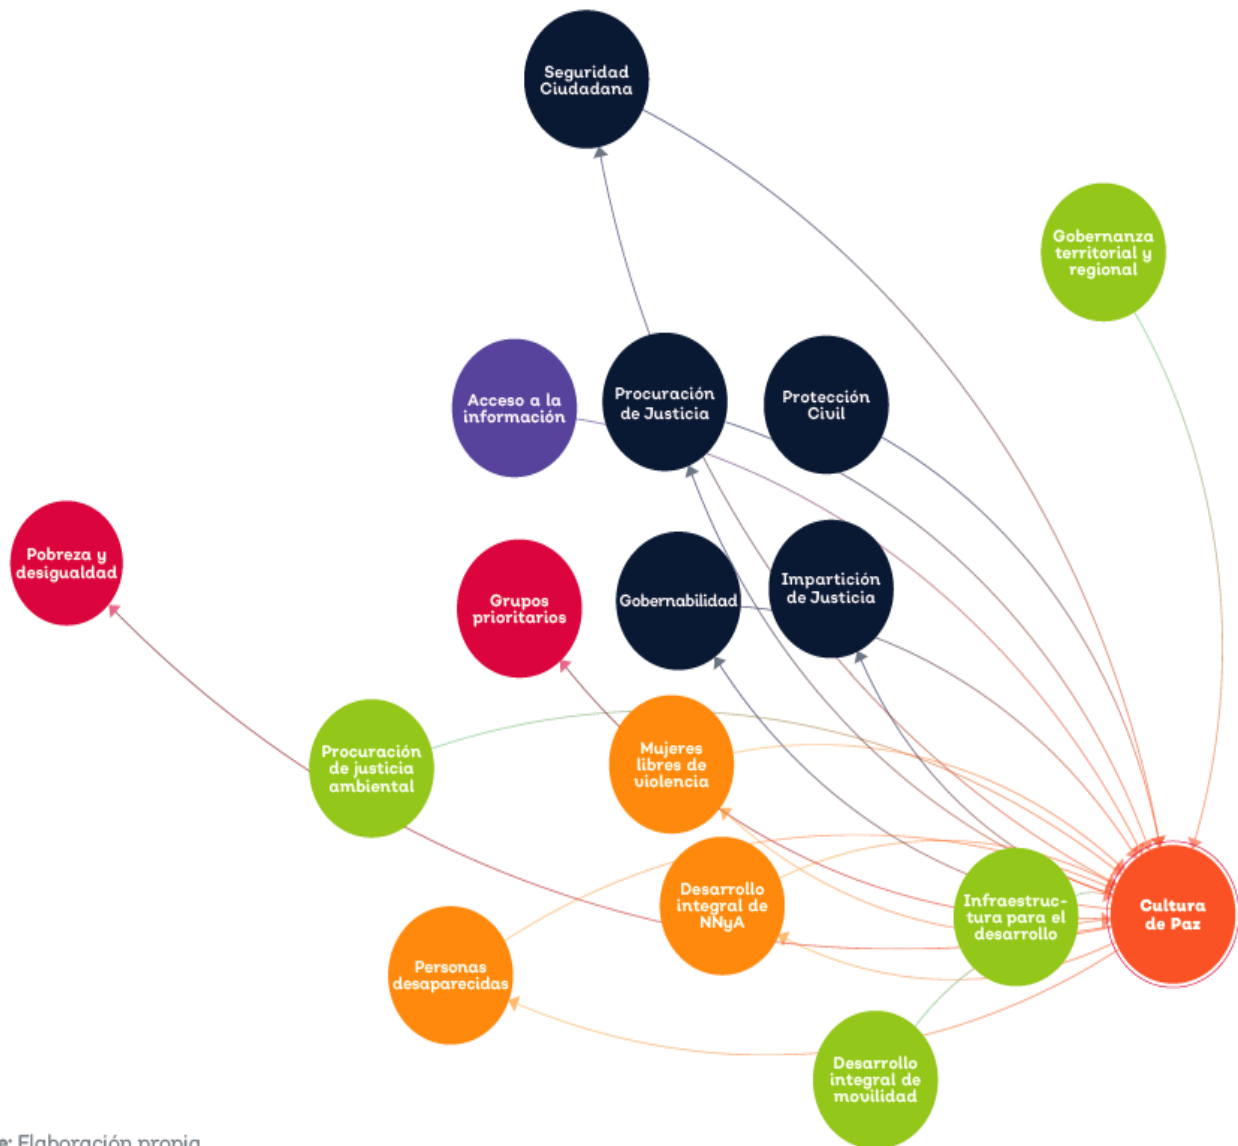 Seguridad
Ciudadana
Gobernanza
territorial y
regional
Acceso a la
información
Procuración
de Justicia
Protección
Civil
Pobreza y
desigualdad
Grupos
prioritarios
Gobernabilidad
Impartición
de Justicia
Procuración
de justicia
ambiental
Mujeres
libres de
violencia
Desarrollo
integral de
NNyA
Infraestruc-
tura para el
desarrollo
Cultura
de Paz
Personas
desaparecidas
Desarrollo
integral de
movilidad
e: Elaboración propia